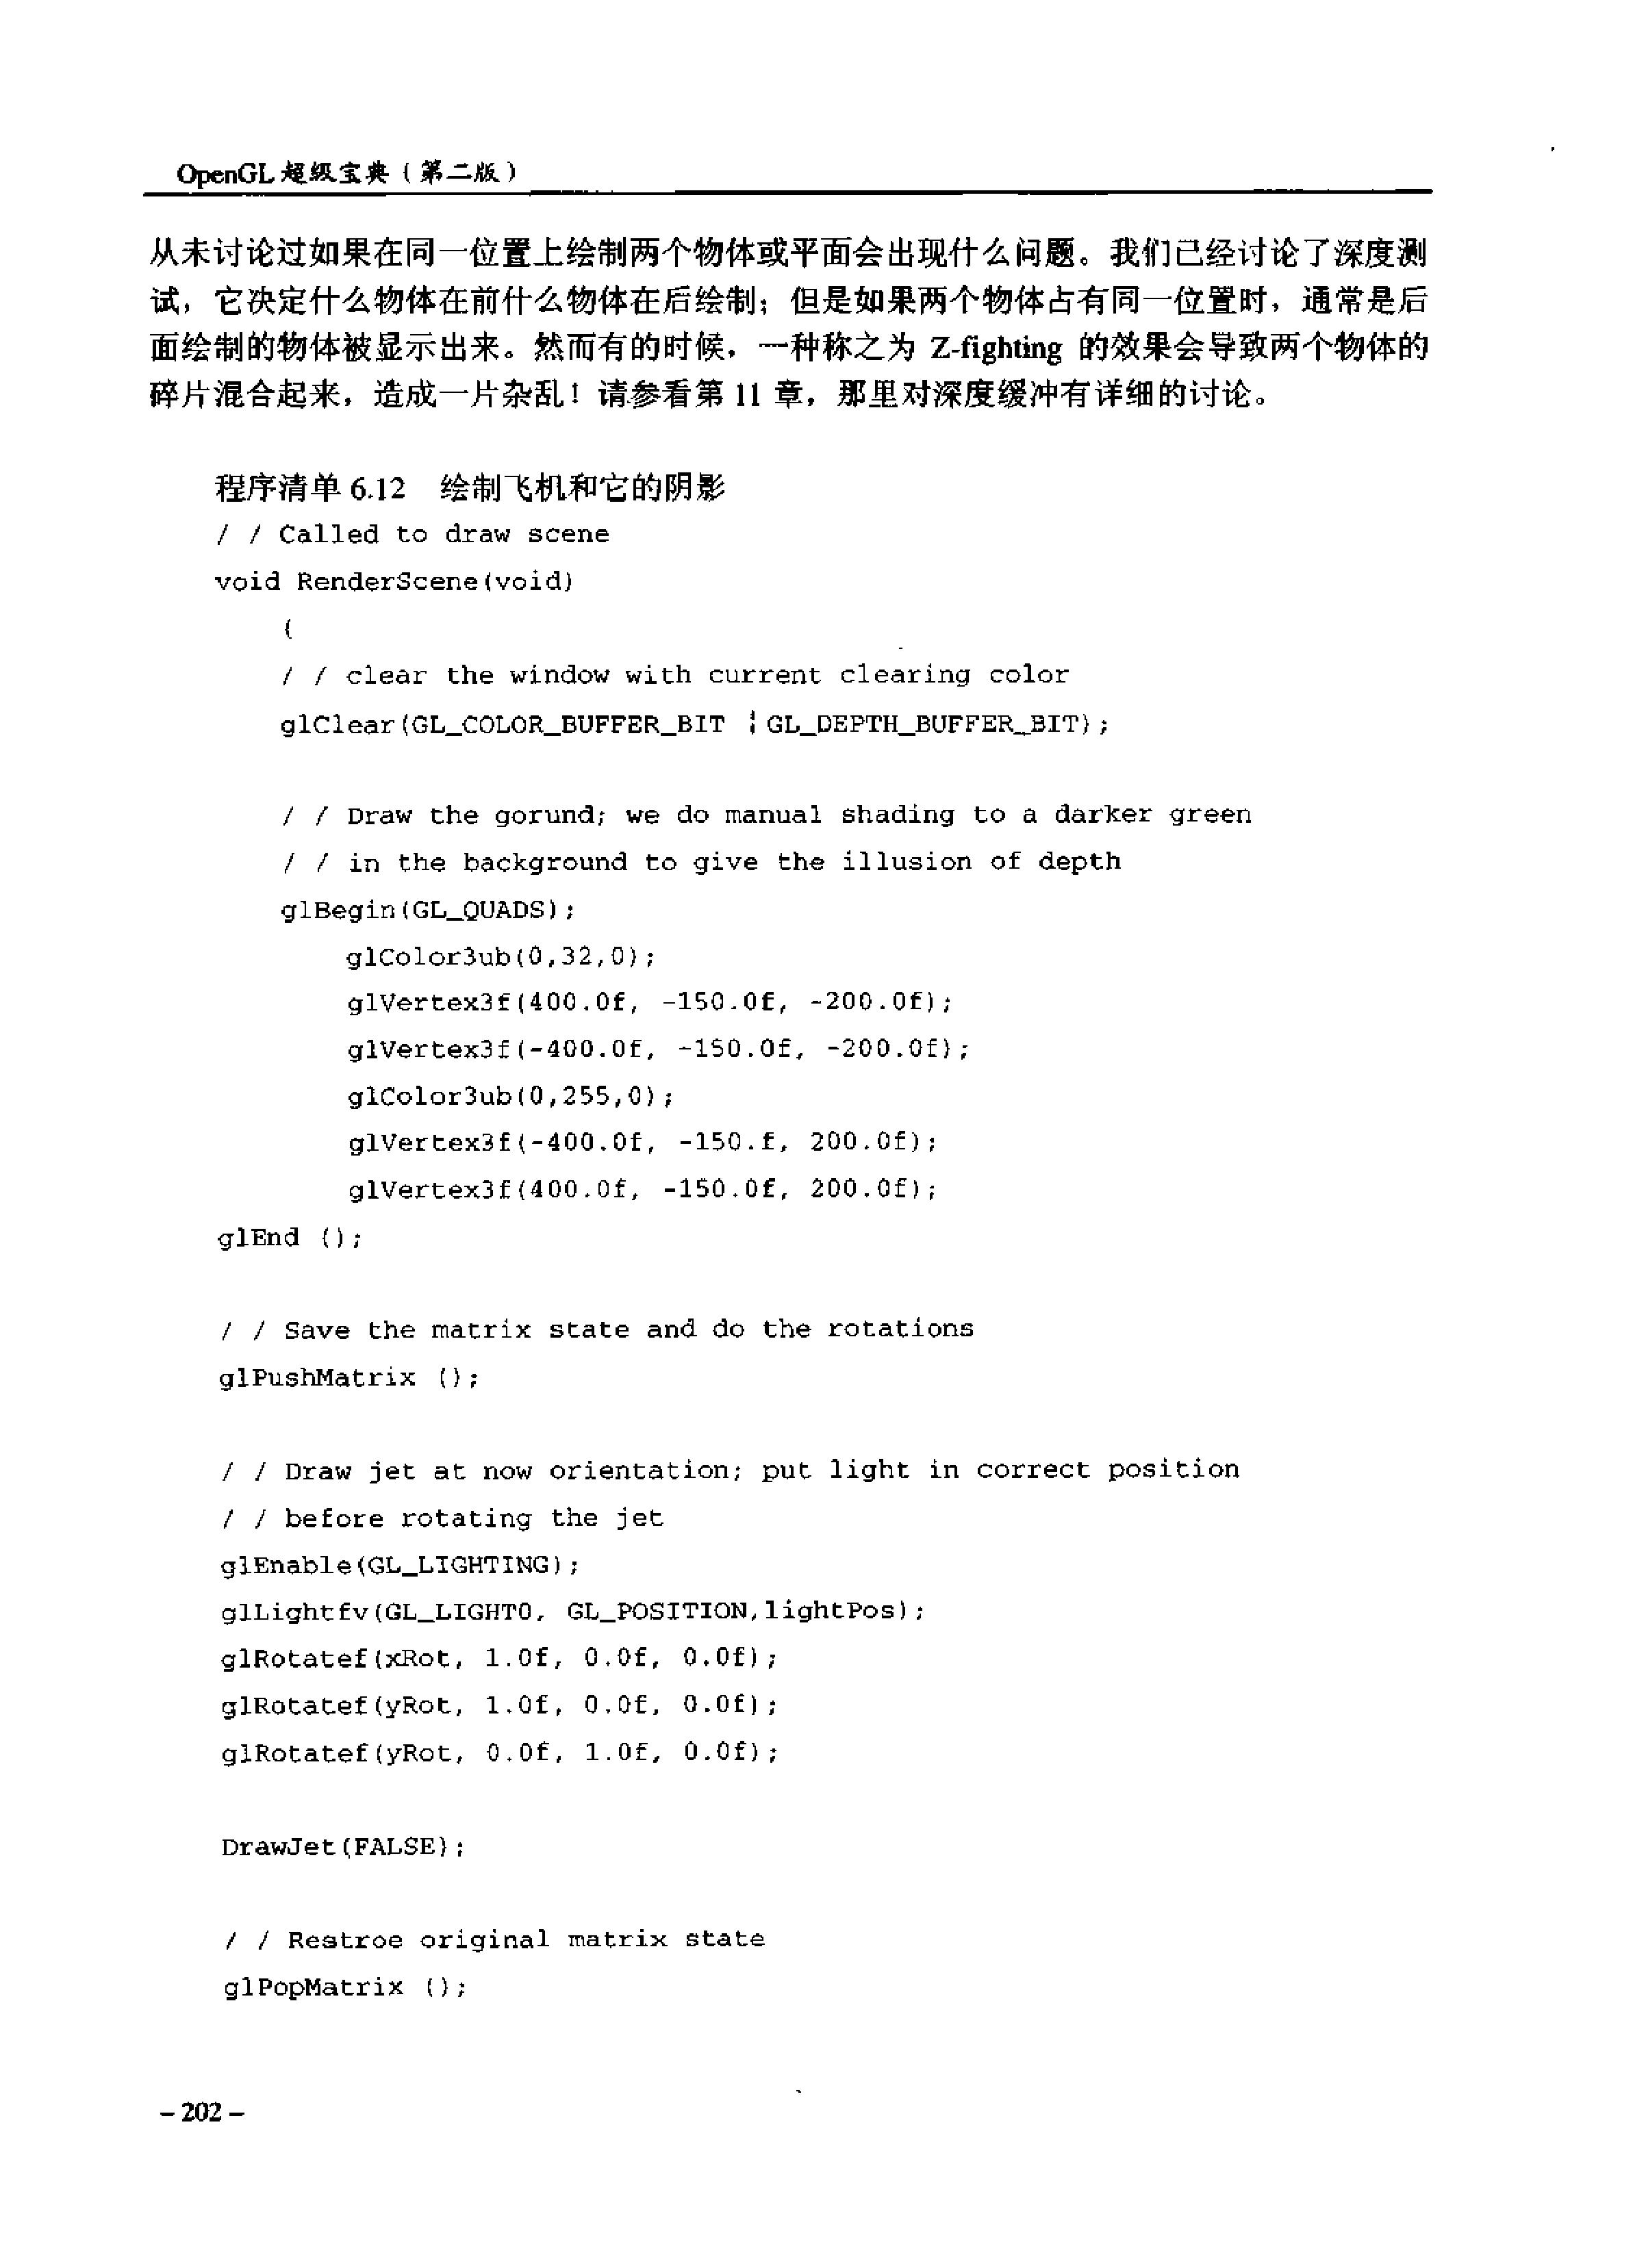 OpenGL 超级宝典（第二版）
从未讨论过如果在同一位置上绘制两个物体或平面会出现什么问题。我们已经讨论了深度测
试，它决定什么物体在前什么物体在后绘制；但是如果两个物体占有同一位置时，通常是后
面绘制的物体被显示出来。然而有的时候，一种称之为 Z-fighting 的效果会导致两个物体的
碎片混合起来，造成一片杂乱！请参看第 11 章，那里对深度缓冲有详细的讨论。
程序清单 6.12 绘制飞机和它的阴影
/ / Called to draw scene
void RenderScene(void)
{
/ / clear the window with current clearing color
glClear(GL_COLOR_BUFFER_BIT ¦ GL_DEPTH_BUFFER_BIT);
/ / Draw the gorund; we do manual shading to a darker green
/ / in the background to give the illusion of depth
glBegin(GL_QUADS);
glColor3ub(0,32,0);
glVertex3f(400.0f, -150.0f, -200.0f);
glVertex3f(-400.0f, -150.0f, -200.0f);
glColor3ub(0,255,0);
glVertex3f(-400.0f, -150.f, 200.0f);
glVertex3f(400.0f, -150.0f, 200.0f);
glEnd ();
/ / Save the matrix state and do the rotations
glPushMatrix ();
/ / Draw jet at now orientation; put light in correct position
/ / before rotating the jet
glEnable(GL_LIGHTING);
glLightfv(GL_LIGHT0, GL_POSITION,lightPos);
glRotatef(xRot, 1.0f, 0.0f, 0.0f);
glRotatef(yRot, 1.0f, 0.0f, 0.0f);
glRotatef(yRot, 0.0f, 1.0f, 0.0f);
DrawJet(FALSE);
/ / Restroe original matrix state
glPopMatrix ();
– 202 –